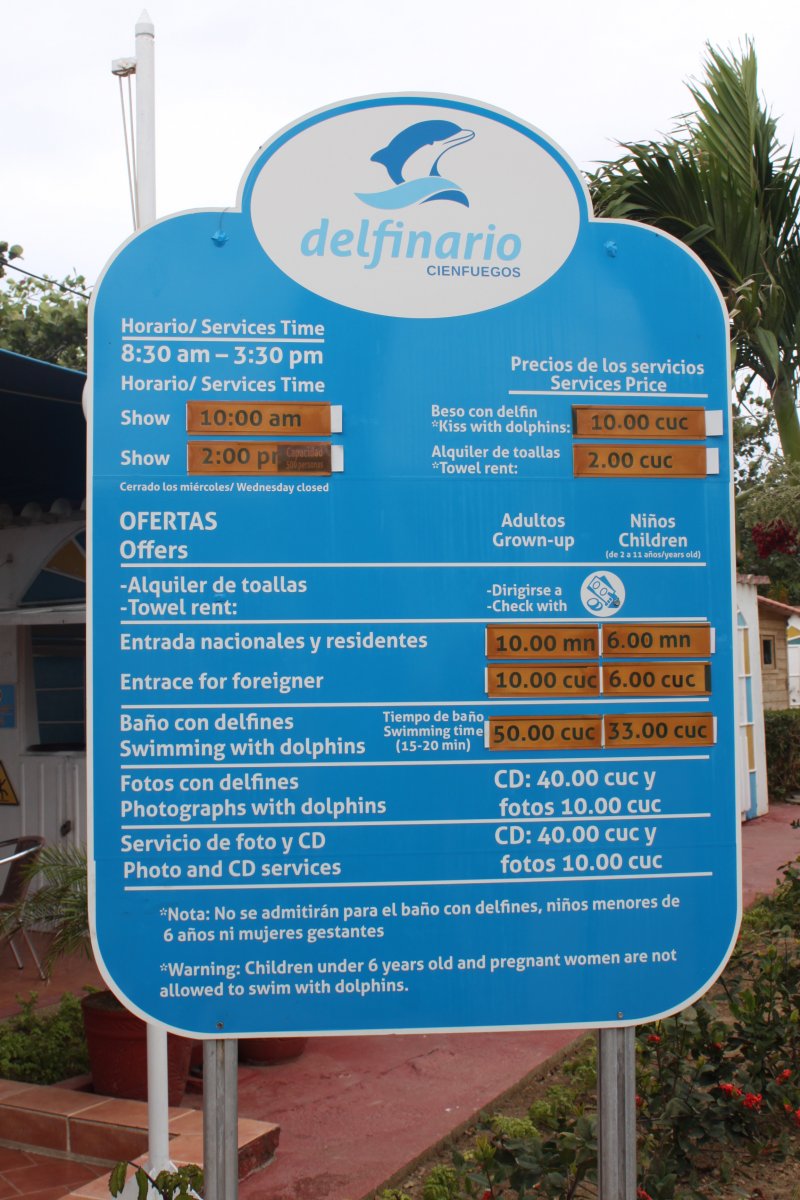 delfinario
CIENFUEGOS
Horario/ Services Time
8:30 am – 3:30 pm
Horario/ Services Time
Show 10:00 am
Show 2:00 pm Capacidad
500 personas
Cerrado los miércoles/ Wednesday closed
Precios de los servicios
Services Price
Beso con delfin
*Kiss with dolphins: 10.00 cuc
Alquiler de toallas
*Towel rent: 2.00 cuc
OFERTAS Adultos Niños
Offers Grown-up Children
(de 2 a 11 años/years old)
-Alquiler de toallas -Dirigirse a
-Towel rent: -Check with
Entrada nacionales y residentes 10.00 mn 6.00 mn
Entrace for foreigner 10.00 cuc 6.00 cuc
Baño con delfines Tiempo de baño
Swimming with dolphins Swimming time 50.00 cuc 33.00 cuc
(15-20 min)
Fotos con delfines CD: 40.00 cuc y
Photographs with dolphins fotos 10.00 cuc
Servicio de foto y CD CD: 40.00 cuc y
Photo and CD services fotos 10.00 cuc
*Nota: No se admitirán para el baño con delfines, niños menores de
6 años ni mujeres gestantes
*Warning: Children under 6 years old and pregnant women are not
allowed to swim with dolphins.